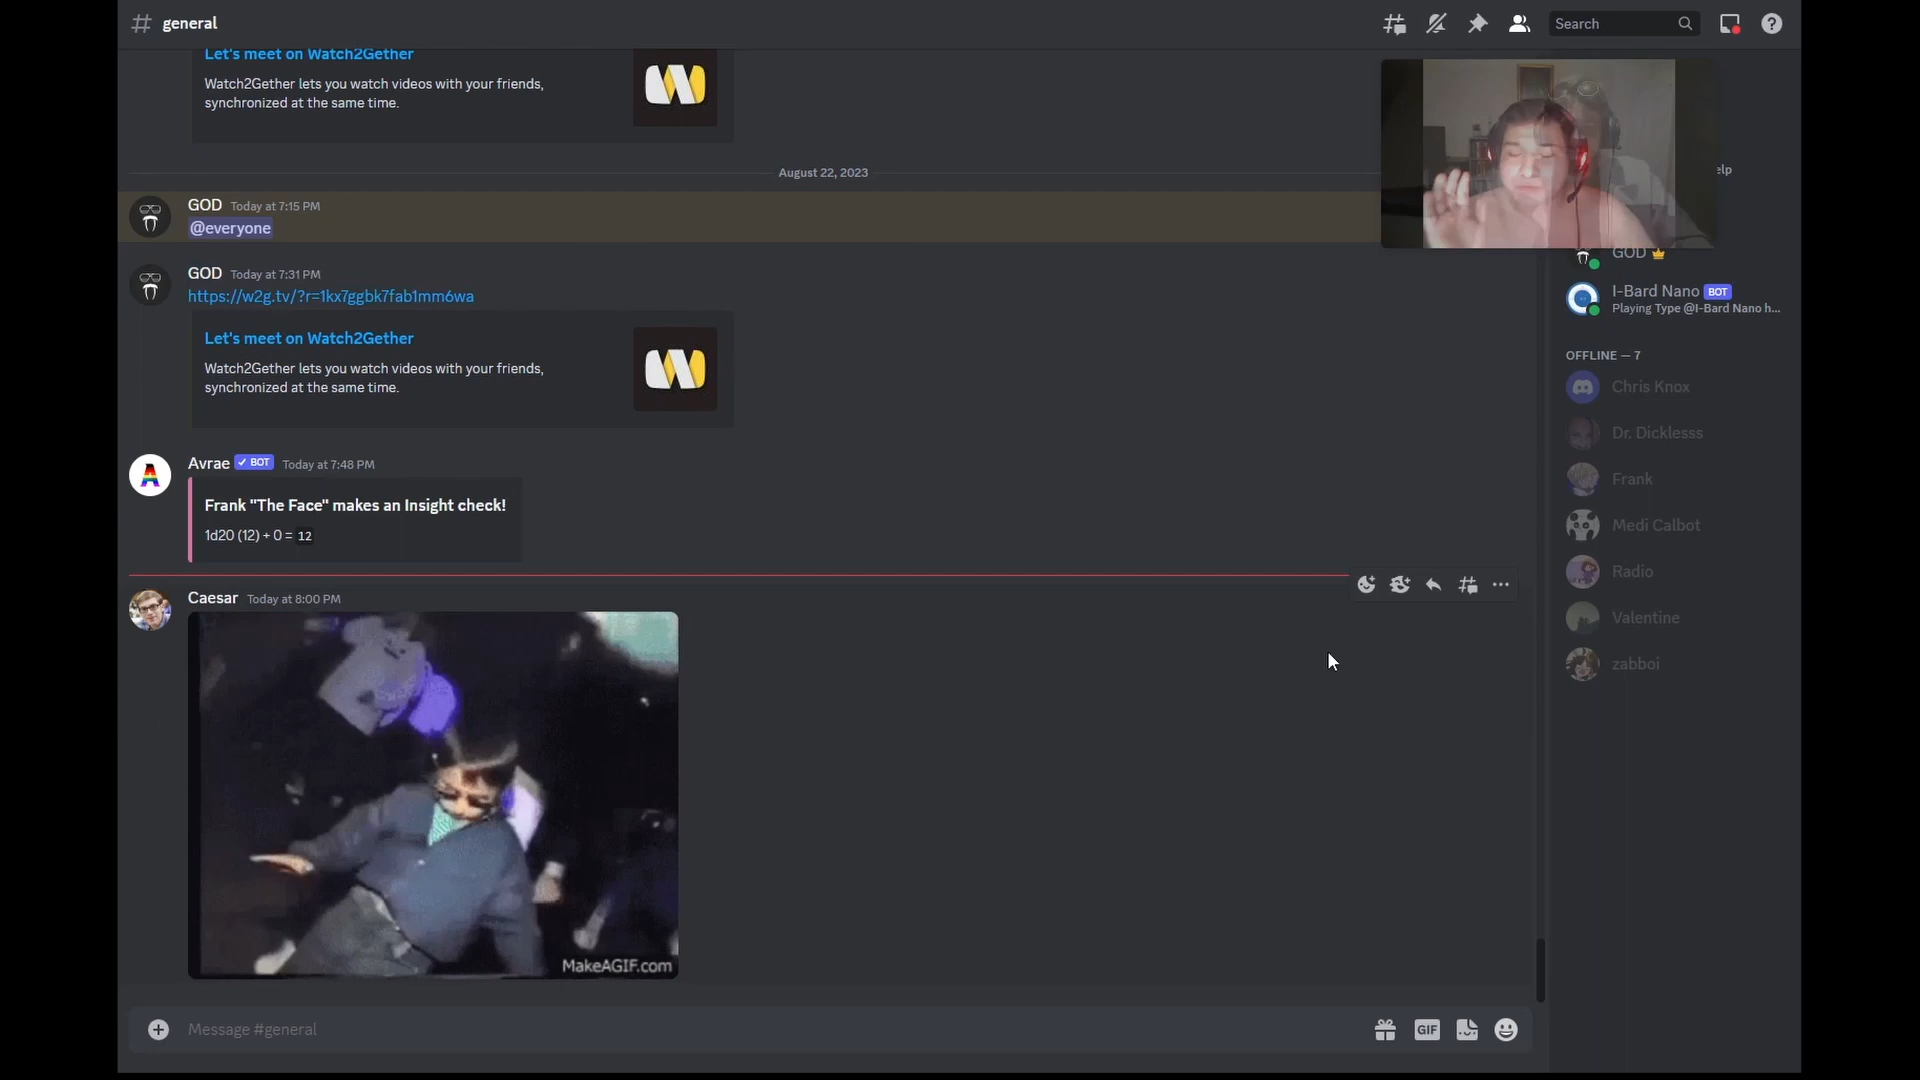 general
Search
Let's meet on Watch2Gether
Watch2Gether lets you watch videos with your friends,
synchronized at the same time.
August 22, 2023
elp
GOD Today at 7:15 PM
@everyone
GOD
GOD Today at 7:31 PM
https://w2g.tv/?r=1kx7ggbk7fab1mm6wa
I-Bard Nano BOT
Playing Type @I-Bard Nano h...
Let's meet on Watch2Gether
Watch2Gether lets you watch videos with your friends,
synchronized at the same time.
OFFLINE — 7
Chris Knox
Dr. Dicklesss
Avrae ✓ BOT Today at 7:48 PM
Frank
Frank "The Face" makes an Insight check!
1d20 (12) + 0 = 12
Medi Calbot
Radio
Caesar Today at 8:00 PM
Valentine
zabboi
MakeAGIF.com
Message #general
GIF